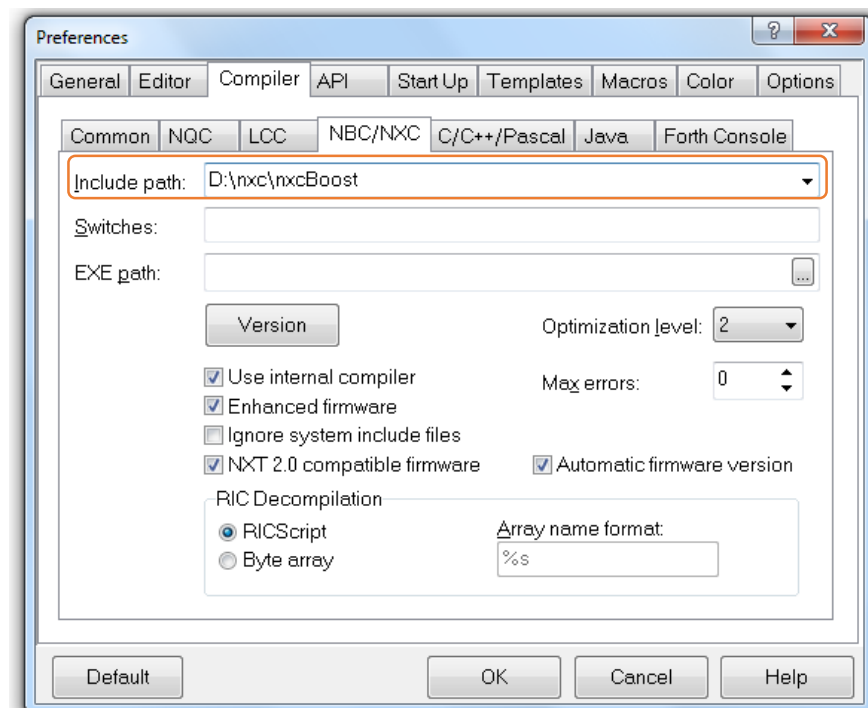 Preferences
General Editor Compiler API Start Up Templates Macros Color Options
Common NQC LCC NBC/NXC C/C++/Pascal Java Forth Console
Include path: D:\nxc\nxcBoost
Switches:
EXE path: ...
Version Optimization level: 2
Use internal compiler Max errors: 0
Enhanced firmware
Ignore system include files
NXT 2.0 compatible firmware Automatic firmware version
RIC Decompilation
RICScript Array name format:
Byte array %s
Default OK Cancel Help